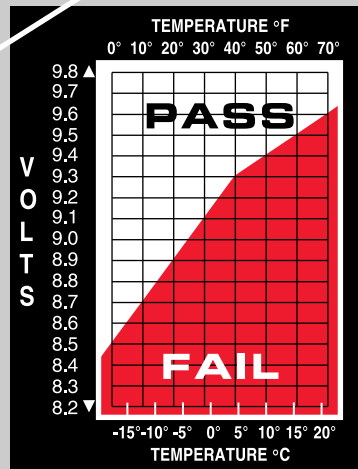 TEMPERATURE °F
0° 10° 20° 30° 40° 50° 60° 70°
9.8
9.7
9.6
9.5
9.4
9.3
9.2
9.1
9.0
8.9
8.8
8.7
8.6
8.5
8.4
8.3
8.2
VOLTS
PASS
FAIL
-15° -10° -5° 0° 5° 10° 15° 20°
TEMPERATURE °C